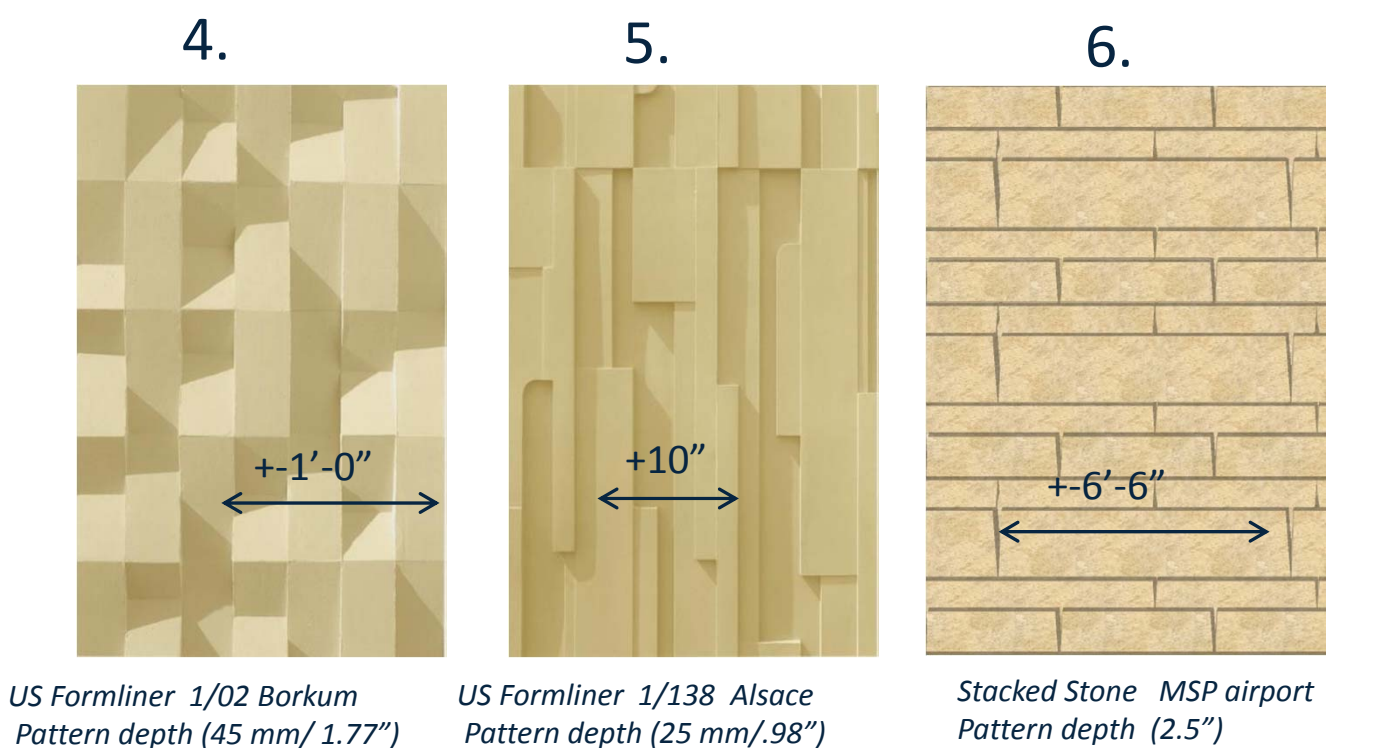 4.
5.
6.
+-1’-0”
+10”
+-6’-6”
US Formliner 1/02 Borkum
Pattern depth (45 mm/ 1.77”)
US Formliner 1/138 Alsace
Pattern depth (25 mm/.98”)
Stacked Stone MSP airport
Pattern depth (2.5”)